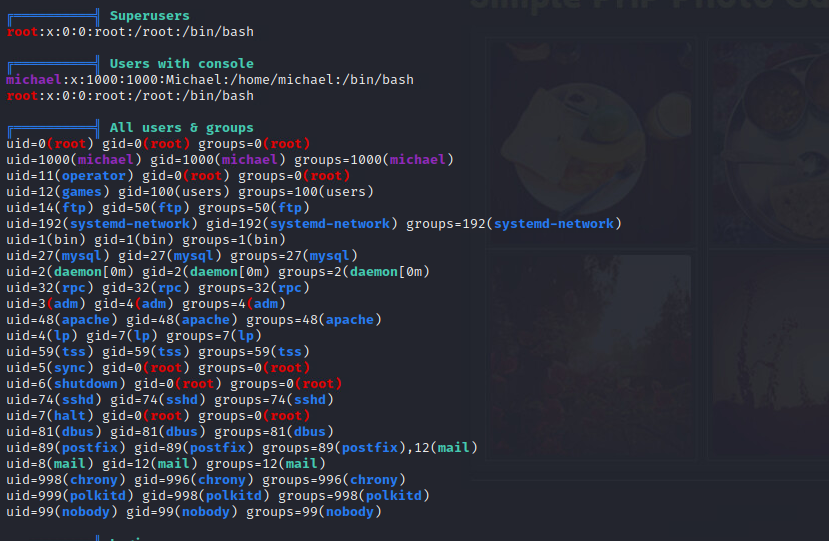 Simple PHP Photo Ga
Superusers
root:x:0:0:root:/root:/bin/bash
Users with console
michael:x:1000:1000:Michael:/home/michael:/bin/bash
root:x:0:0:root:/root:/bin/bash
All users & groups
uid=0(root) gid=0(root) groups=0(root)
uid=1000(michael) gid=1000(michael) groups=1000(michael)
uid=11(operator) gid=0(root) groups=0(root)
uid=12(games) gid=100(users) groups=100(users)
uid=14(ftp) gid=50(ftp) groups=50(ftp)
uid=192(systemd-network) gid=192(systemd-network) groups=192(systemd-network)
uid=1(bin) gid=1(bin) groups=1(bin)
uid=27(mysql) gid=27(mysql) groups=27(mysql)
uid=2(daemon[0m) gid=2(daemon[0m) groups=2(daemon[0m)
uid=32(rpc) gid=32(rpc) groups=32(rpc)
uid=3(adm) gid=4(adm) groups=4(adm)
uid=48(apache) gid=48(apache) groups=48(apache)
uid=4(lp) gid=7(lp) groups=7(lp)
uid=59(tss) gid=59(tss) groups=59(tss)
uid=5(sync) gid=0(root) groups=0(root)
uid=6(shutdown) gid=0(root) groups=0(root)
uid=74(sshd) gid=74(sshd) groups=74(sshd)
uid=7(halt) gid=0(root) groups=0(root)
uid=81(dbus) gid=81(dbus) groups=81(dbus)
uid=89(postfix) gid=89(postfix) groups=89(postfix),12(mail)
uid=8(mail) gid=12(mail) groups=12(mail)
uid=998(chrony) gid=996(chrony) groups=996(chrony)
uid=999(polkitd) gid=998(polkitd) groups=998(polkitd)
uid=99(nobody) gid=99(nobody) groups=99(nobody)